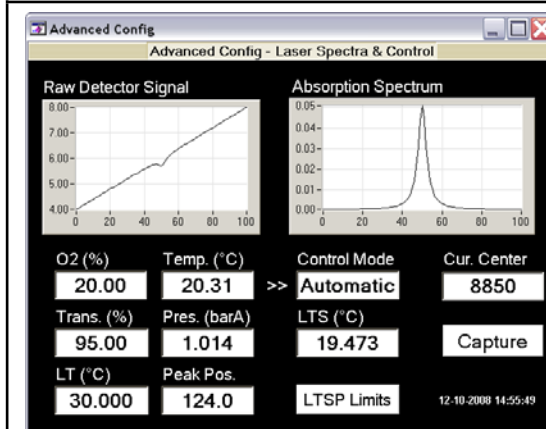 Advanced Config
Advanced Config - Laser Spectra & Control
Raw Detector Signal
Absorption Spectrum
8.00
7.00
6.00
5.00
4.00
0 20 40 60 80 100
0.05
0.04
0.03
0.02
0.01
0.00
0 20 40 60 80 100
O2 (%) Temp. (°C) Control Mode Cur. Center
20.00 20.31 >> Automatic 8850
Trans. (%) Pres. (barA) LTS (°C)
95.00 1.014 19.473 Capture
LT (°C) Peak Pos.
30.000 124.0 LTSP Limits 12-10-2008 14:55:49